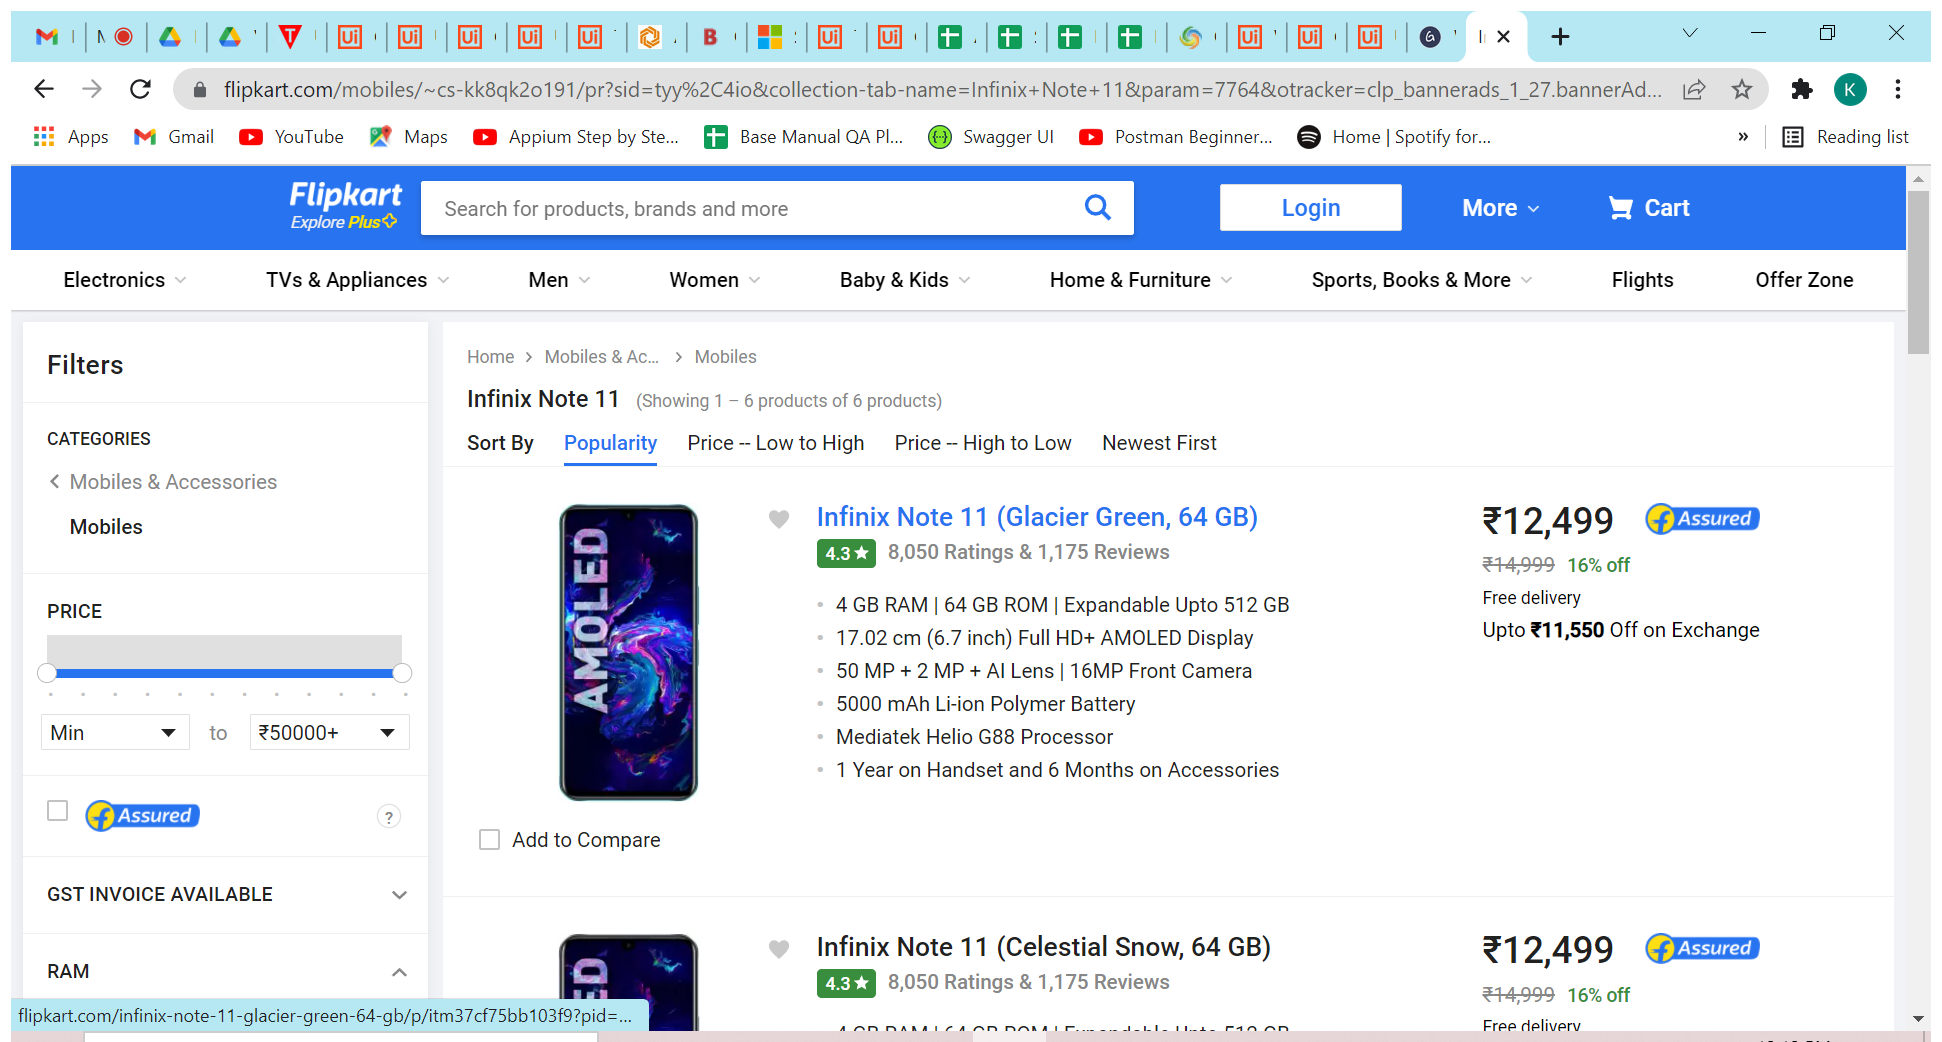 flipkart.com/mobiles/~cs-kk8qk2o191/pr?sid=tyy%2C4io&collection-tab-name=Infinix+Note+11&param=7764&otracker=clp_bannerads_1_27.bannerAd...
K
Apps Gmail YouTube Maps Appium Step by Ste... Base Manual QA Pl... Swagger UI Postman Beginner... Home | Spotify for... » Reading list
Flipkart
Explore Plus
Search for products, brands and more
Login
More
Cart
Electronics TVs & Appliances Men Women Baby & Kids Home & Furniture Sports, Books & More Flights Offer Zone
Filters
CATEGORIES
Mobiles & Accessories
Mobiles
PRICE
Min to ₹50000+
Assured
?
GST INVOICE AVAILABLE
RAM
Home > Mobiles & Ac... > Mobiles
Infinix Note 11 (Showing 1 – 6 products of 6 products)
Sort By Popularity Price -- Low to High Price -- High to Low Newest First
AMOLED
Add to Compare
Infinix Note 11 (Glacier Green, 64 GB)
4.3★ 8,050 Ratings & 1,175 Reviews
4 GB RAM | 64 GB ROM | Expandable Upto 512 GB
17.02 cm (6.7 inch) Full HD+ AMOLED Display
50 MP + 2 MP + AI Lens | 16MP Front Camera
5000 mAh Li-ion Polymer Battery
Mediatek Helio G88 Processor
1 Year on Handset and 6 Months on Accessories
₹12,499 Assured
₹14,999 16% off
Free delivery
Upto ₹11,550 Off on Exchange
Infinix Note 11 (Celestial Snow, 64 GB)
4.3★ 8,050 Ratings & 1,175 Reviews
4 GB RAM | 64 GB ROM | Expandable Upto 512 GB
₹12,499 Assured
₹14,999 16% off
Free delivery
flipkart.com/infinix-note-11-glacier-green-64-gb/p/itm37cf75bb103f9?pid=...